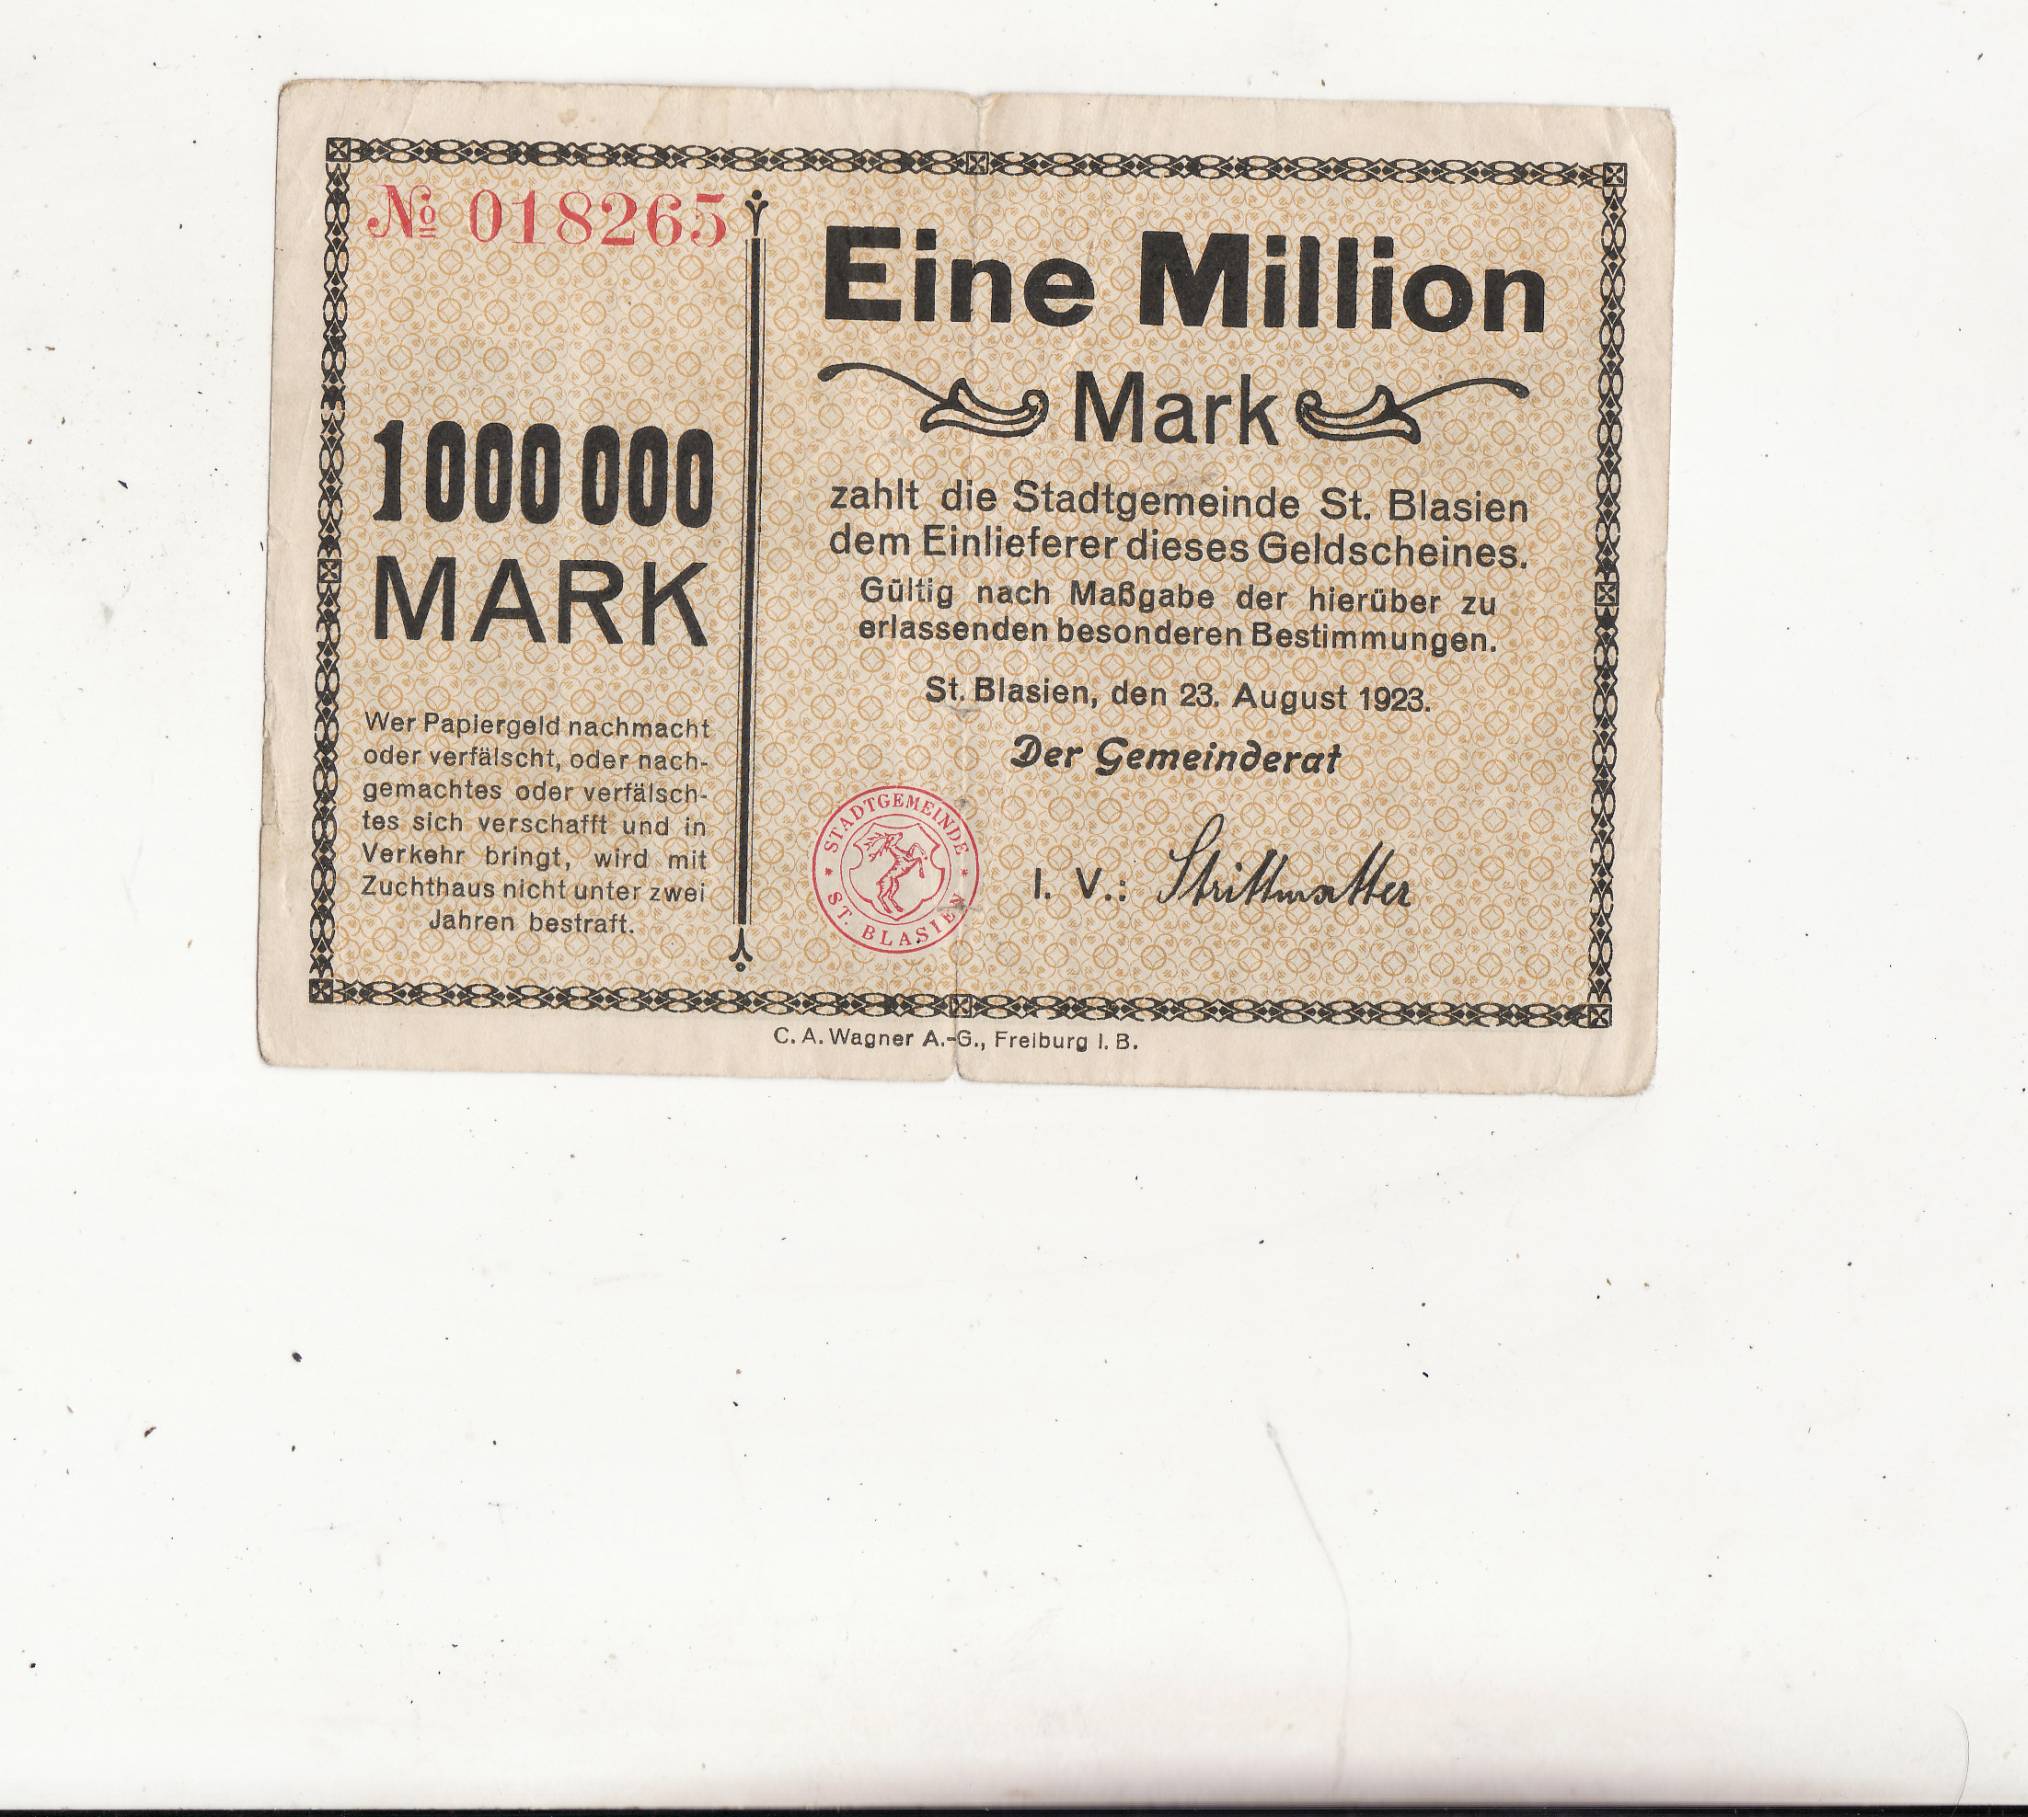 № 018265
1000 000
MARK
Wer Papiergeld nachmacht
oder verfälscht, oder nach-
gemachtes oder verfälsch-
tes sich verschafft und in
Verkehr bringt, wird mit
Zuchthaus nicht unter zwei
Jahren bestraft.
Eine Million
Mark
zahlt die Stadtgemeinde St. Blasien
dem Einlieferer dieses Geldscheines.
Gültig nach Maßgabe der hierüber zu
erlassenden besonderen Bestimmungen.
St. Blasien, den 23. August 1923.
Der Gemeinderat
STADTGEMEINDE
* ST. BLASIEN *
I. V.: Strittmatter
C. A. Wagner A.-G., Freiburg I. B.